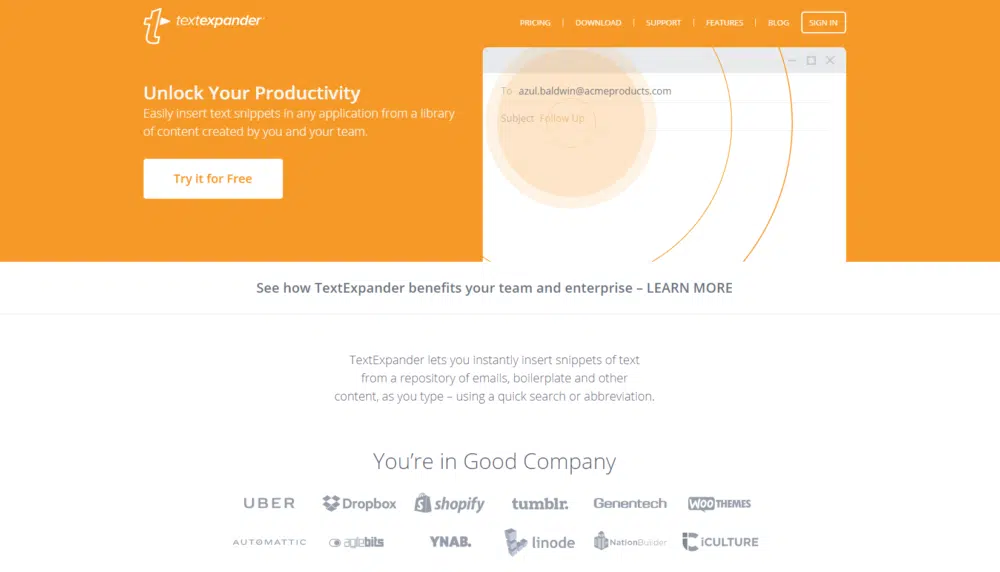 textexpander
PRICING | DOWNLOAD | SUPPORT | FEATURES | BLOG SIGN IN
Unlock Your Productivity
Easily insert text snippets in any application from a library
of content created by you and your team.
Try it for Free
To azul.baldwin@acmeproducts.com
Subject Follow Up
See how TextExpander benefits your team and enterprise – LEARN MORE
TextExpander lets you instantly insert snippets of text
from a repository of emails, boilerplate and other
content, as you type – using a quick search or abbreviation.
You’re in Good Company
UBER Dropbox shopify tumblr. Genentech WOOTHEMES
AUTOMATTIC agilebits YNAB. linode NationBuilder iCULTURE